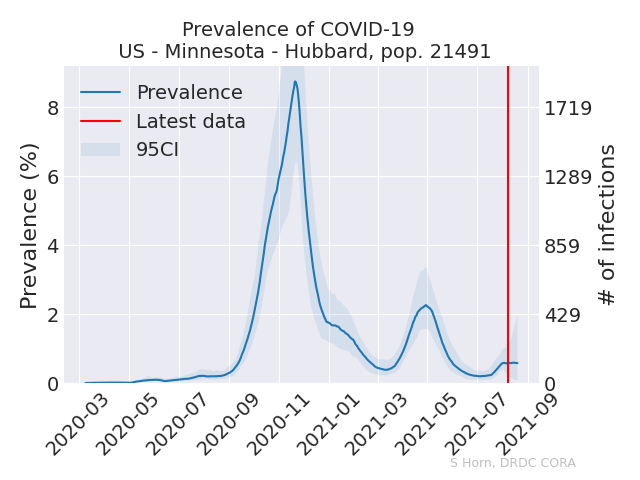 Prevalence of COVID-19
US - Minnesota - Hubbard, pop. 21491
Prevalence
Latest data
95CI
Prevalence (%)
8
6
4
2
0
1719
1289
859
429
0
# of infections
2020-03
2020-05
2020-07
2020-09
2020-11
2021-01
2021-03
2021-05
2021-07
2021-09
S Horn, DRDC CORA